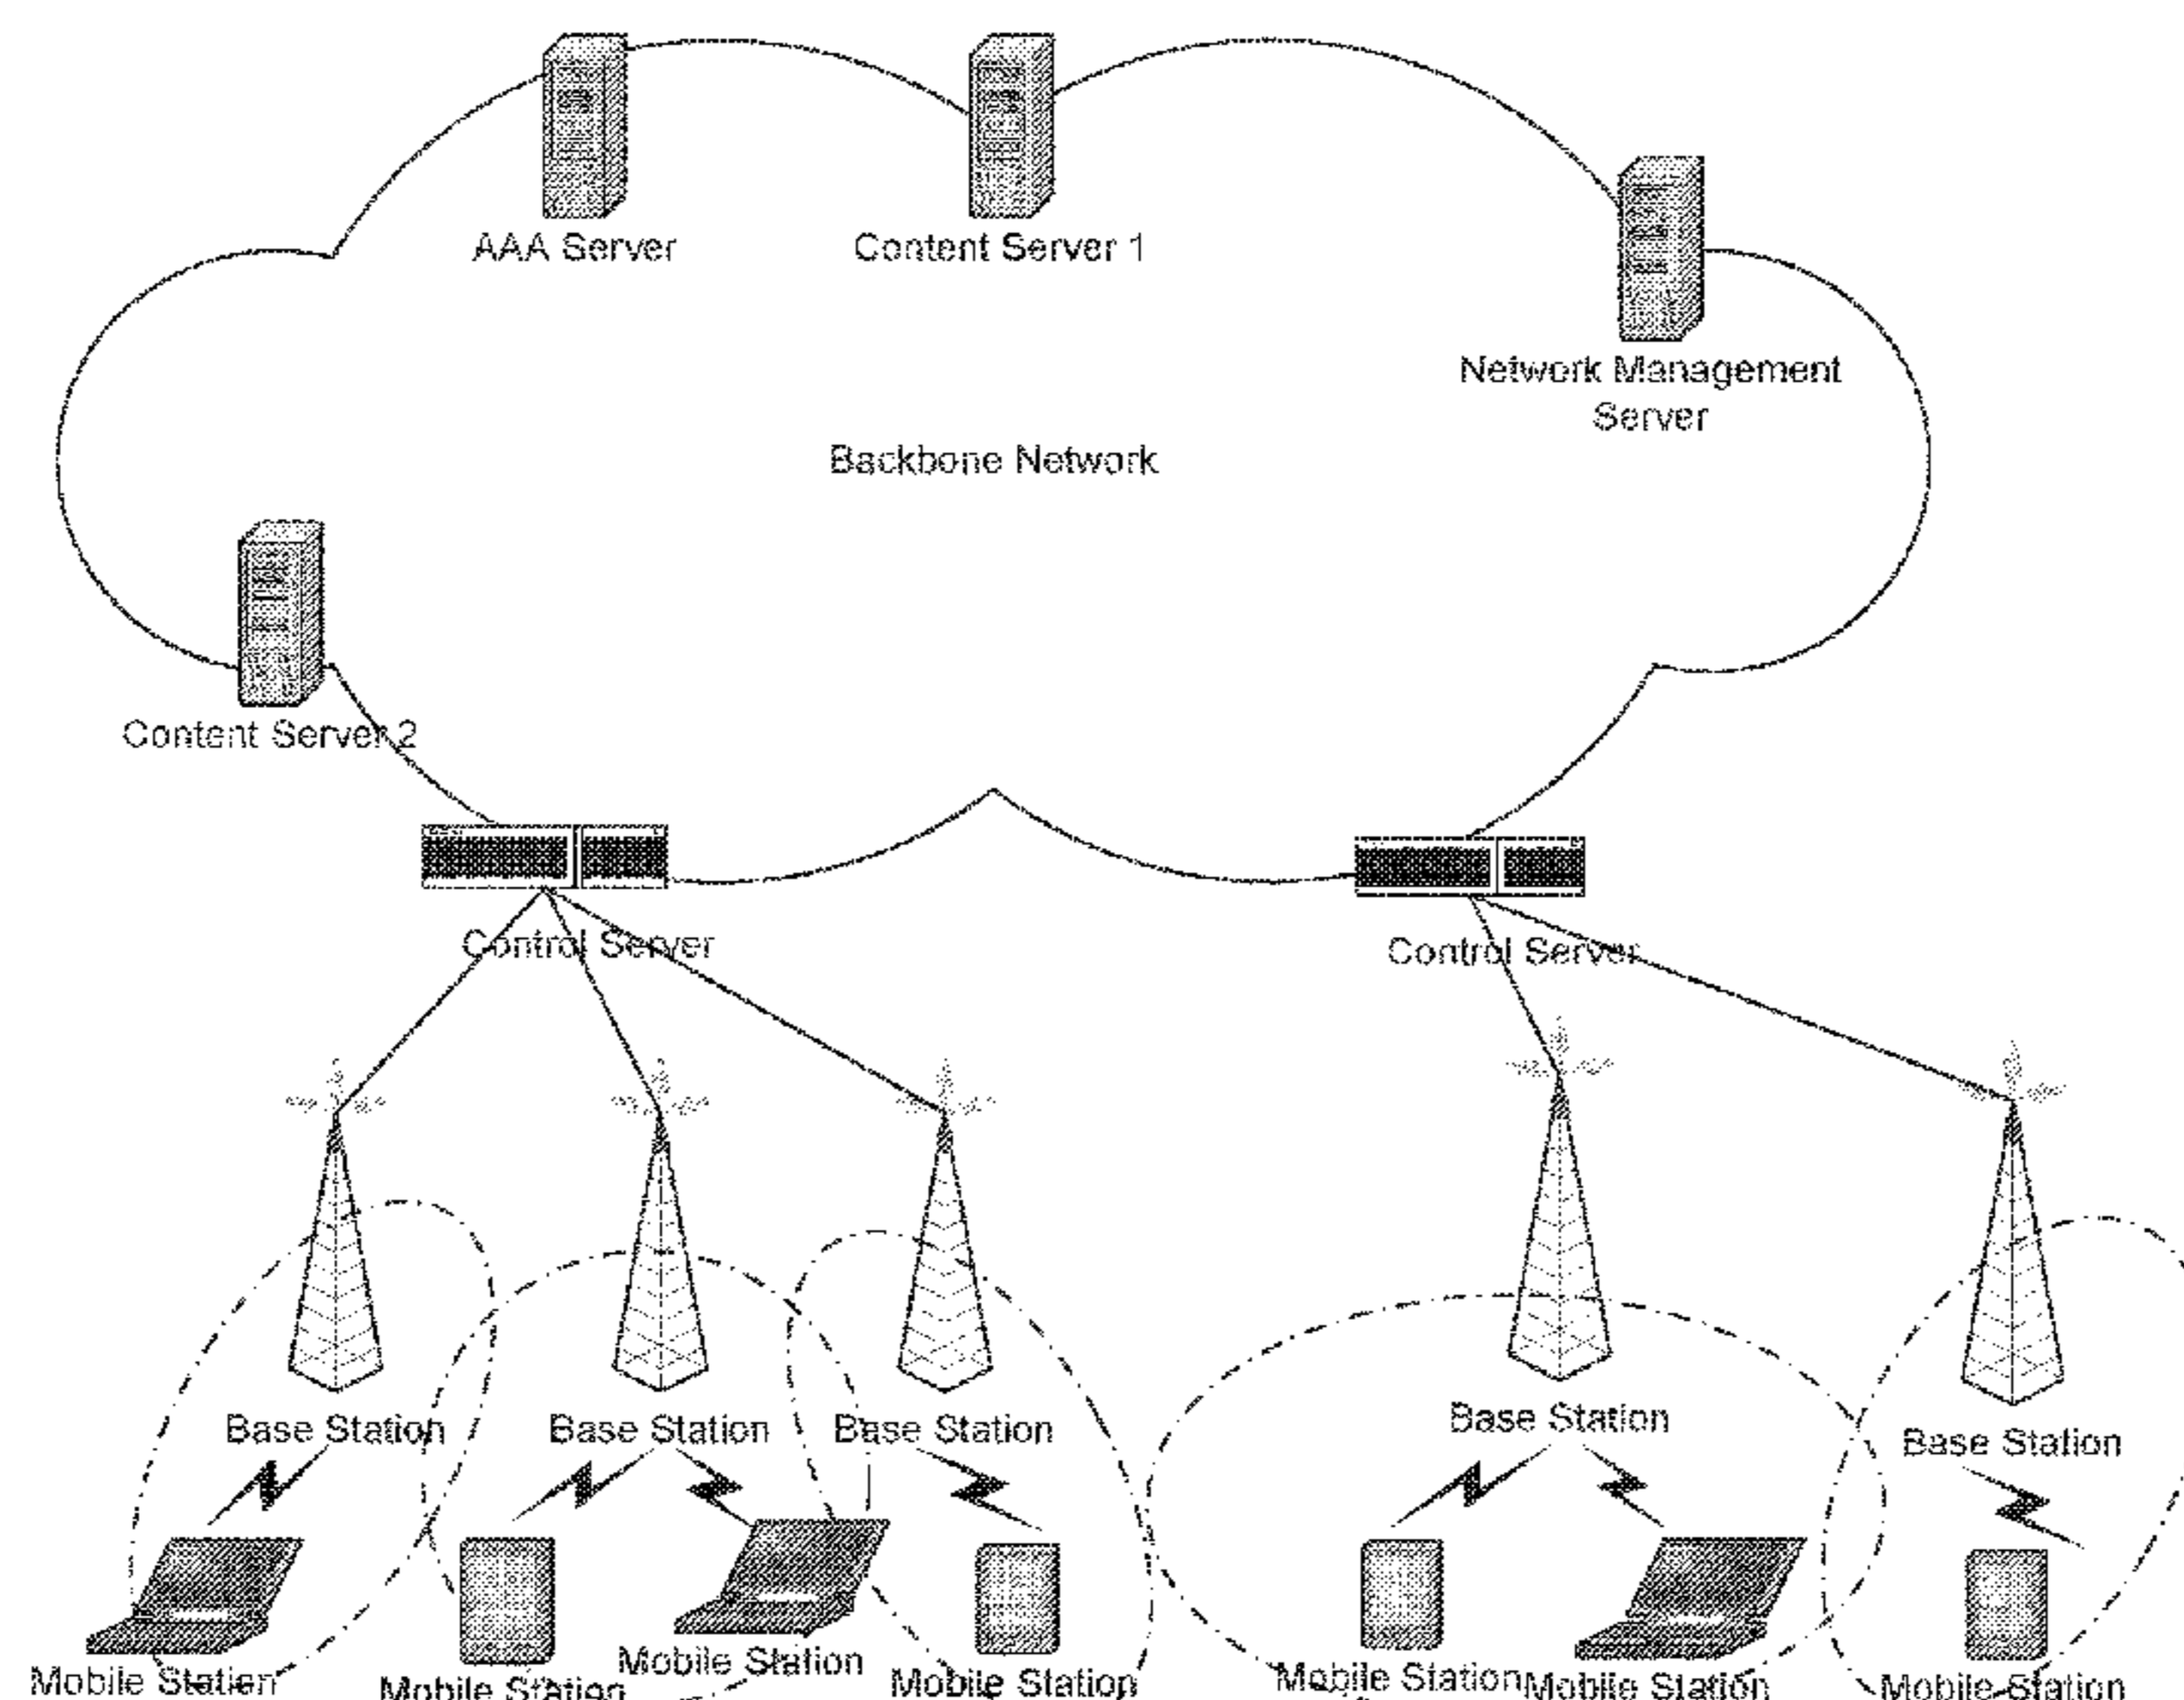 AAA Server
Content Server 1
Network Management
Server
Backbone Network
Content Server 2
Control Server
Control Server
Base Station
Base Station
Base Station
Base Station
Base Station
Mobile Station
Mobile Station
Mobile Station
Mobile Station
Mobile Station
Mobile Station
Mobile Station